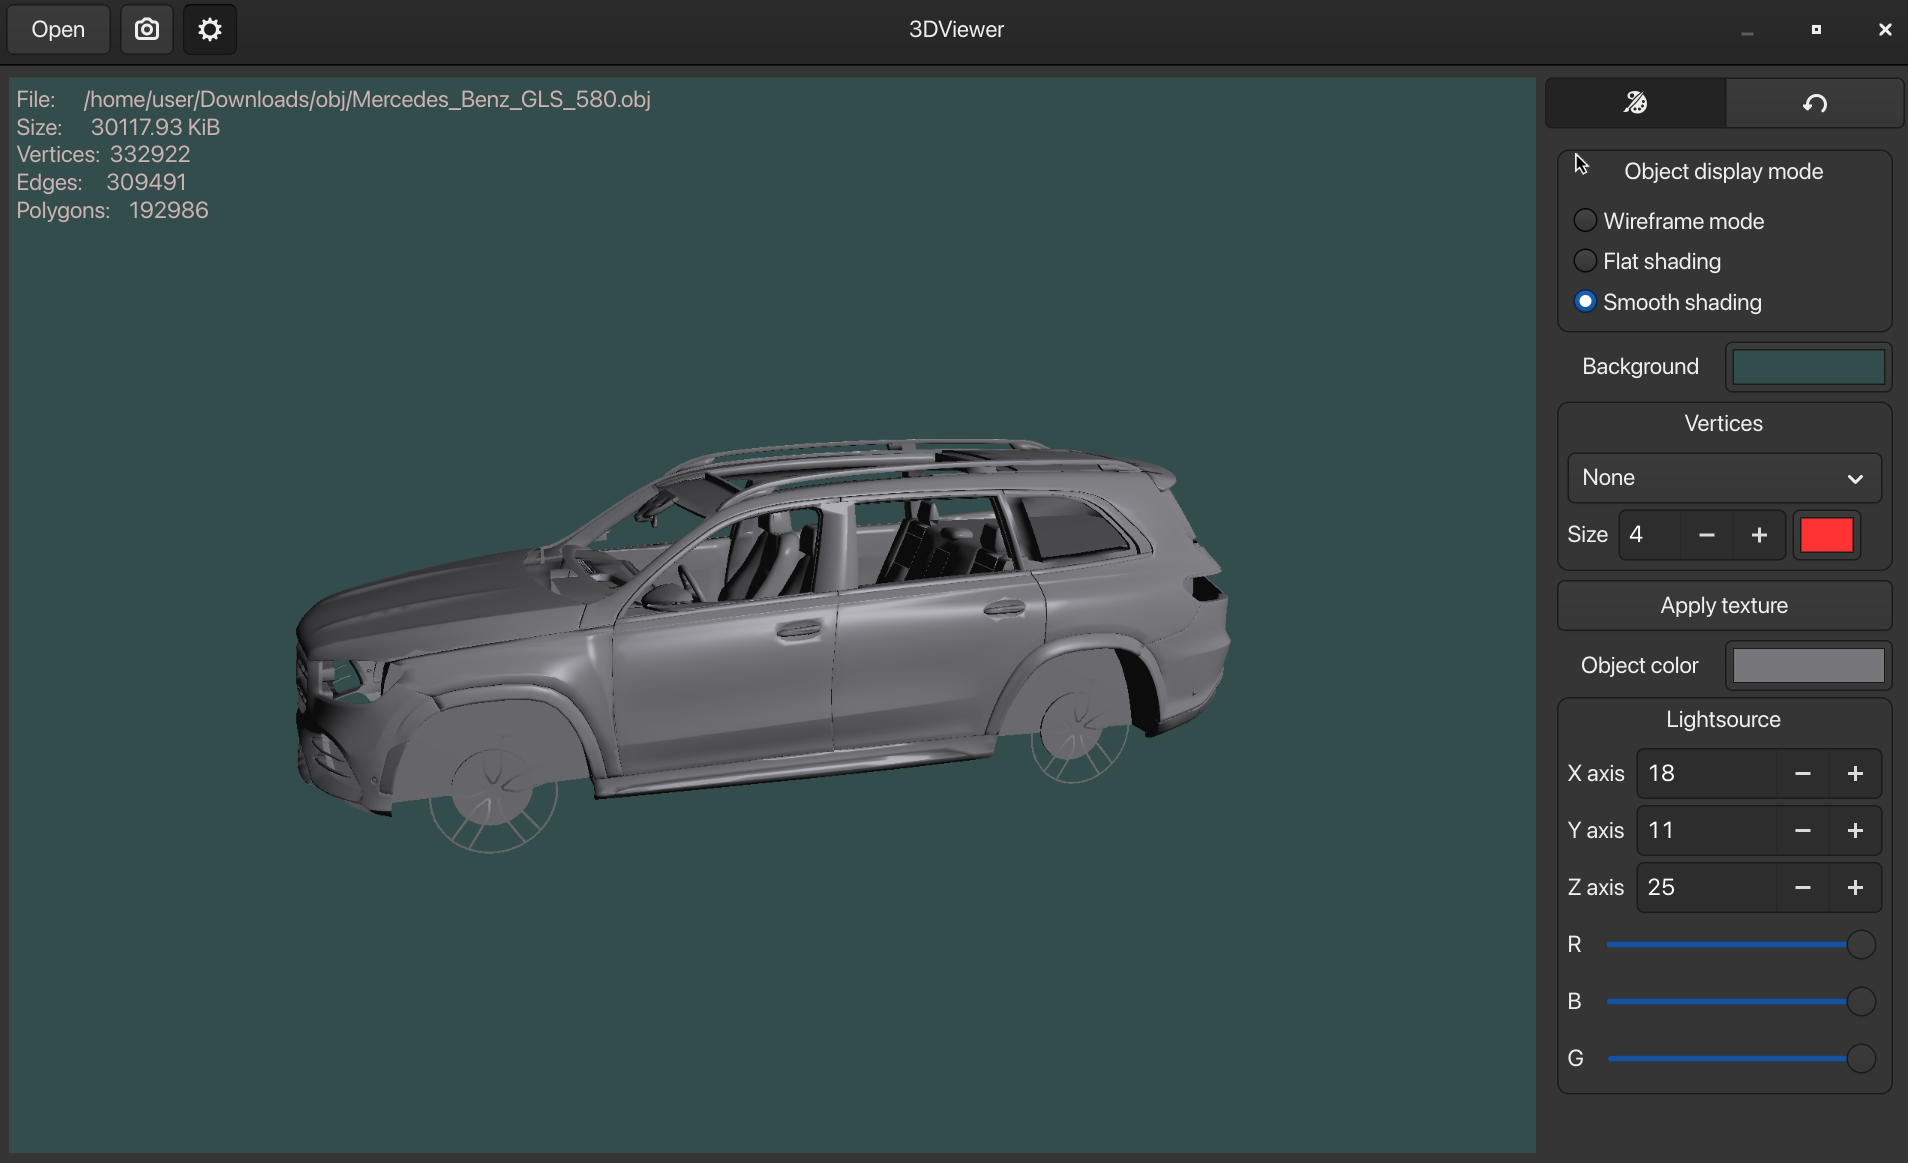 Open
3DViewer
File: /home/user/Downloads/obj/Mercedes_Benz_GLS_580.obj
Size: 30117.93 KiB
Vertices: 332922
Edges: 309491
Polygons: 192986
Object display mode
Wireframe mode
Flat shading
Smooth shading
Background
Vertices
None
Size 4
Apply texture
Object color
Lightsource
X axis 18
Y axis 11
Z axis 25
R
B
G